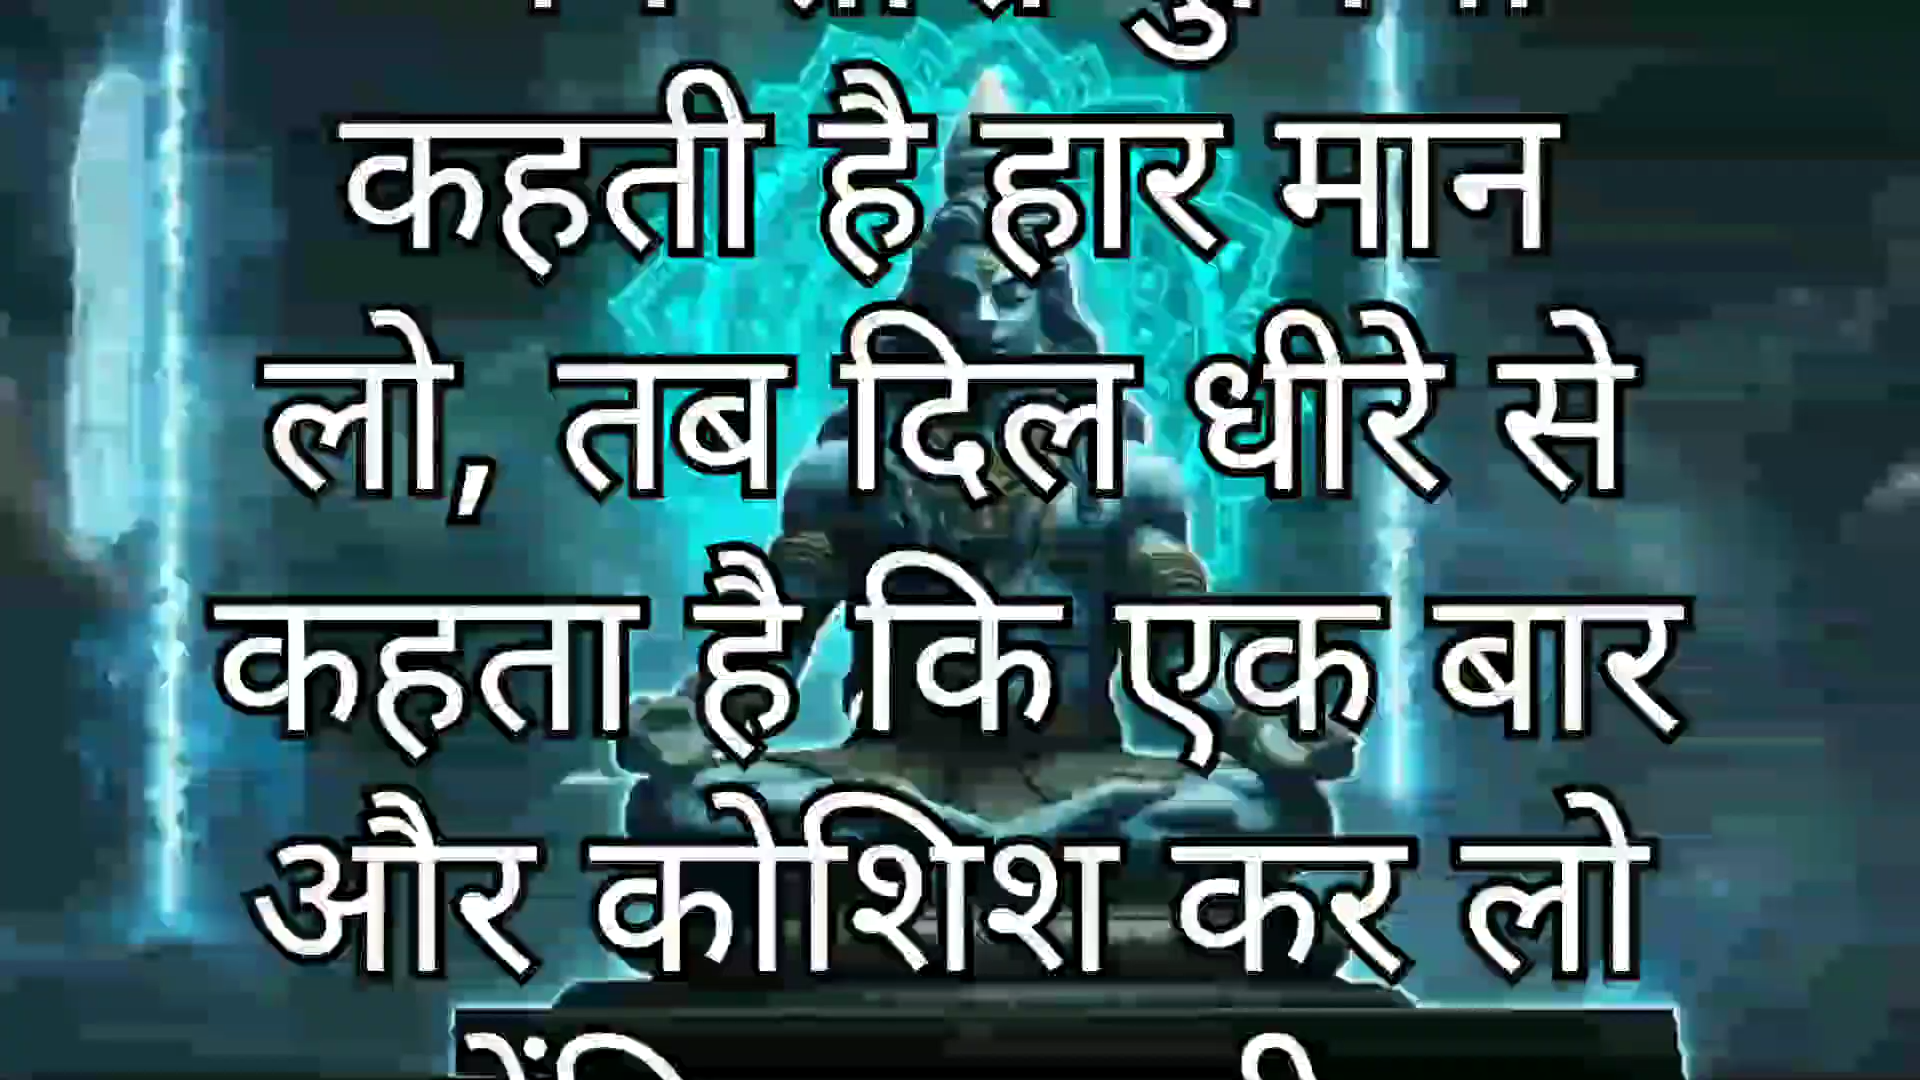 कहती है हार मान
लो, तब दिल धीरे से
कहता है कि एक बार
और कोशिश कर लो